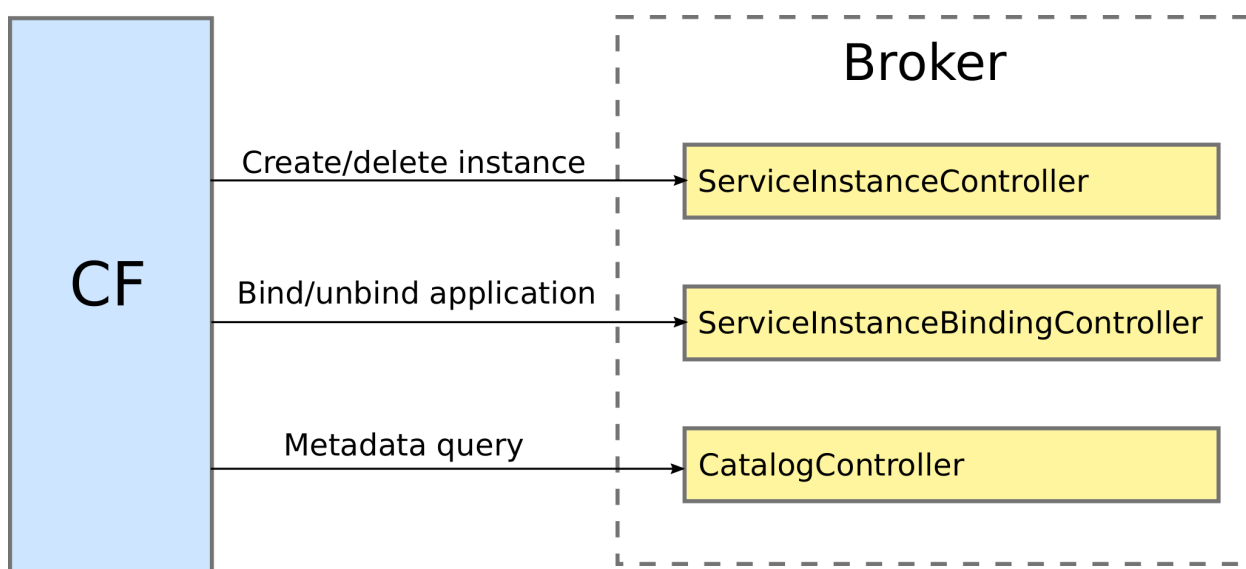 Broker
Create/delete instance
ServiceInstanceController
CF
Bind/unbind application
ServiceInstanceBindingController
Metadata query
CatalogController